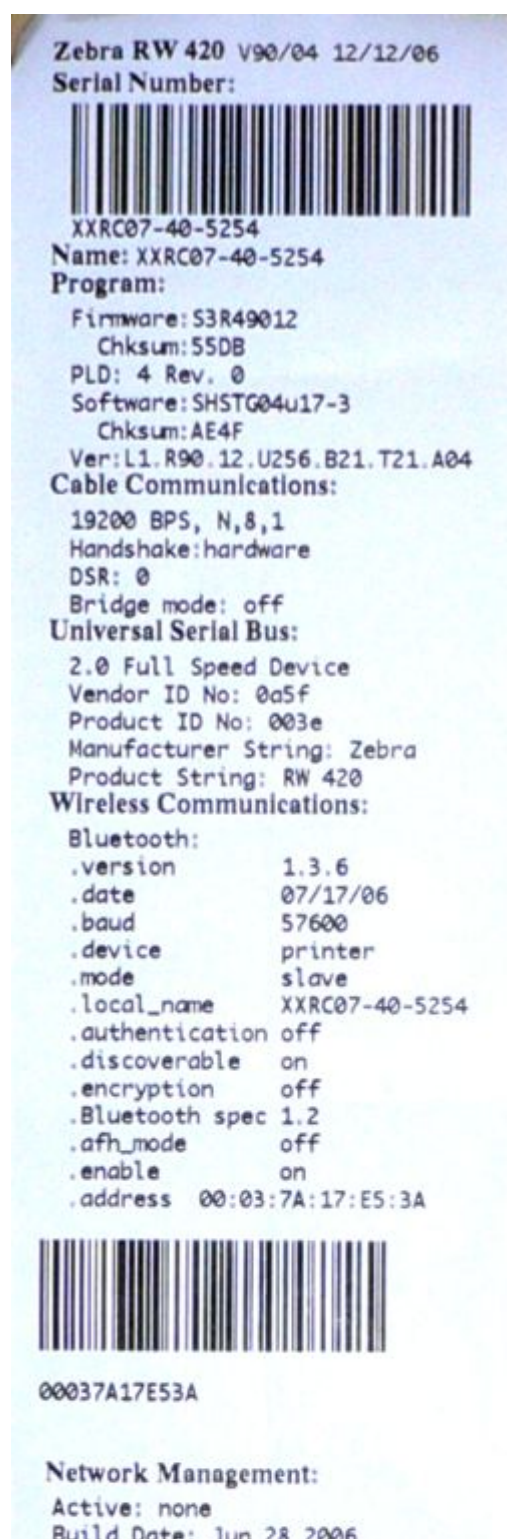 Zebra RW 420 V90/04 12/12/06
Serial Number:
XXRC07-40-5254
Name: XXRC07-40-5254
Program:
Firmware:S3R49012
Chksum:55DB
PLD: 4 Rev. 0
Software:SHSTG04u17-3
Chksum:AE4F
Ver:L1.R90.12.U256.B21.T21.A04
Cable Communications:
19200 BPS, N,8,1
Handshake:hardware
DSR: 0
Bridge mode: off
Universal Serial Bus:
2.0 Full Speed Device
Vendor ID No: 0a5f
Product ID No: 003e
Manufacturer String: Zebra
Product String: RW 420
Wireless Communications:
Bluetooth:
.version 1.3.6
.date 07/17/06
.baud 57600
.device printer
.mode slave
.local_name XXRC07-40-5254
.authentication off
.discoverable on
.encryption off
.Bluetooth spec 1.2
.afh_mode off
.enable on
.address 00:03:7A:17:E5:3A
00037A17E53A
Network Management:
Active: none
Build Date: Jun 28 2006